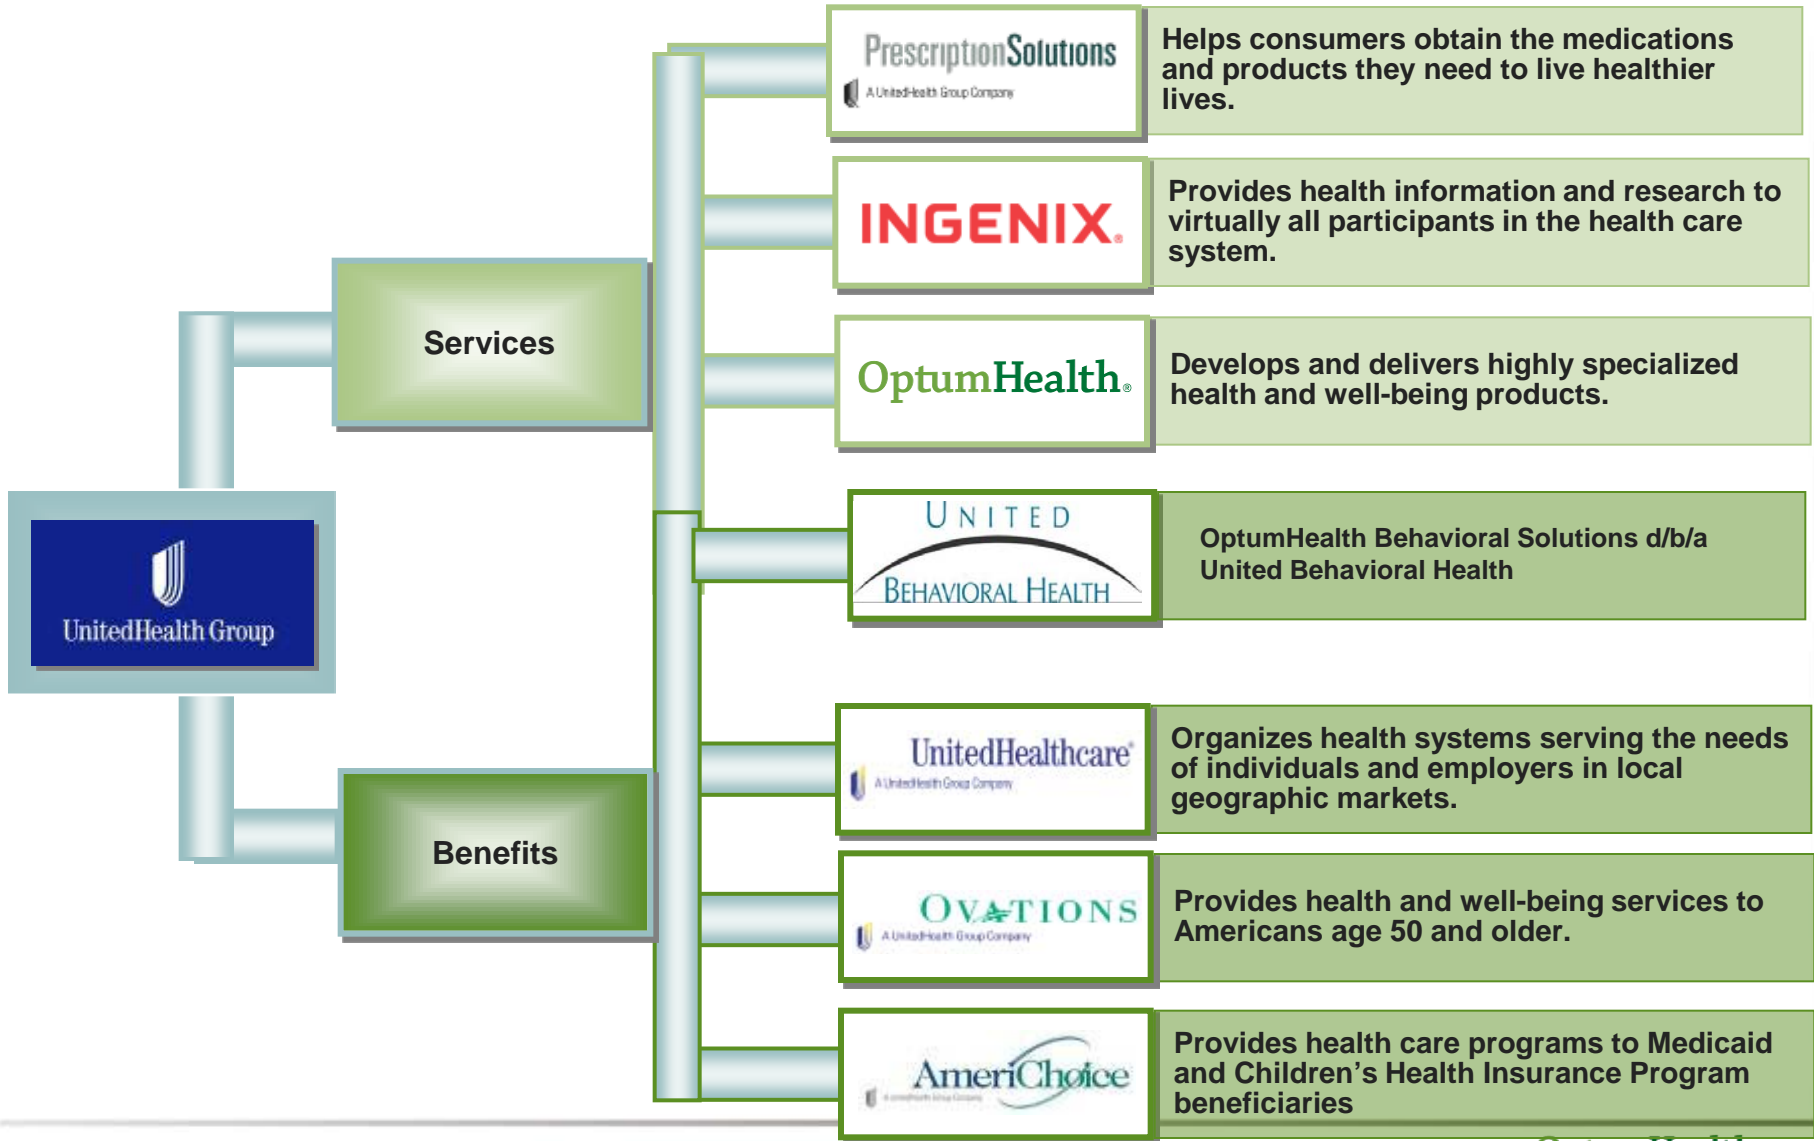 PrescriptionSolutions
A UnitedHealth Group Company
Helps consumers obtain the medications
and products they need to live healthier
lives.
INGENIX®
Provides health information and research to
virtually all participants in the health care
system.
Services
OptumHealth®
Develops and delivers highly specialized
health and well-being products.
UnitedHealth Group
UNITED
BEHAVIORAL HEALTH
OptumHealth Behavioral Solutions d/b/a
United Behavioral Health
Benefits
UnitedHealthcare®
A UnitedHealth Group Company
Organizes health systems serving the needs
of individuals and employers in local
geographic markets.
OVATIONS
A UnitedHealth Group Company
Provides health and well-being services to
Americans age 50 and older.
AmeriChoice
A UnitedHealth Group Company
Provides health care programs to Medicaid
and Children’s Health Insurance Program
beneficiaries